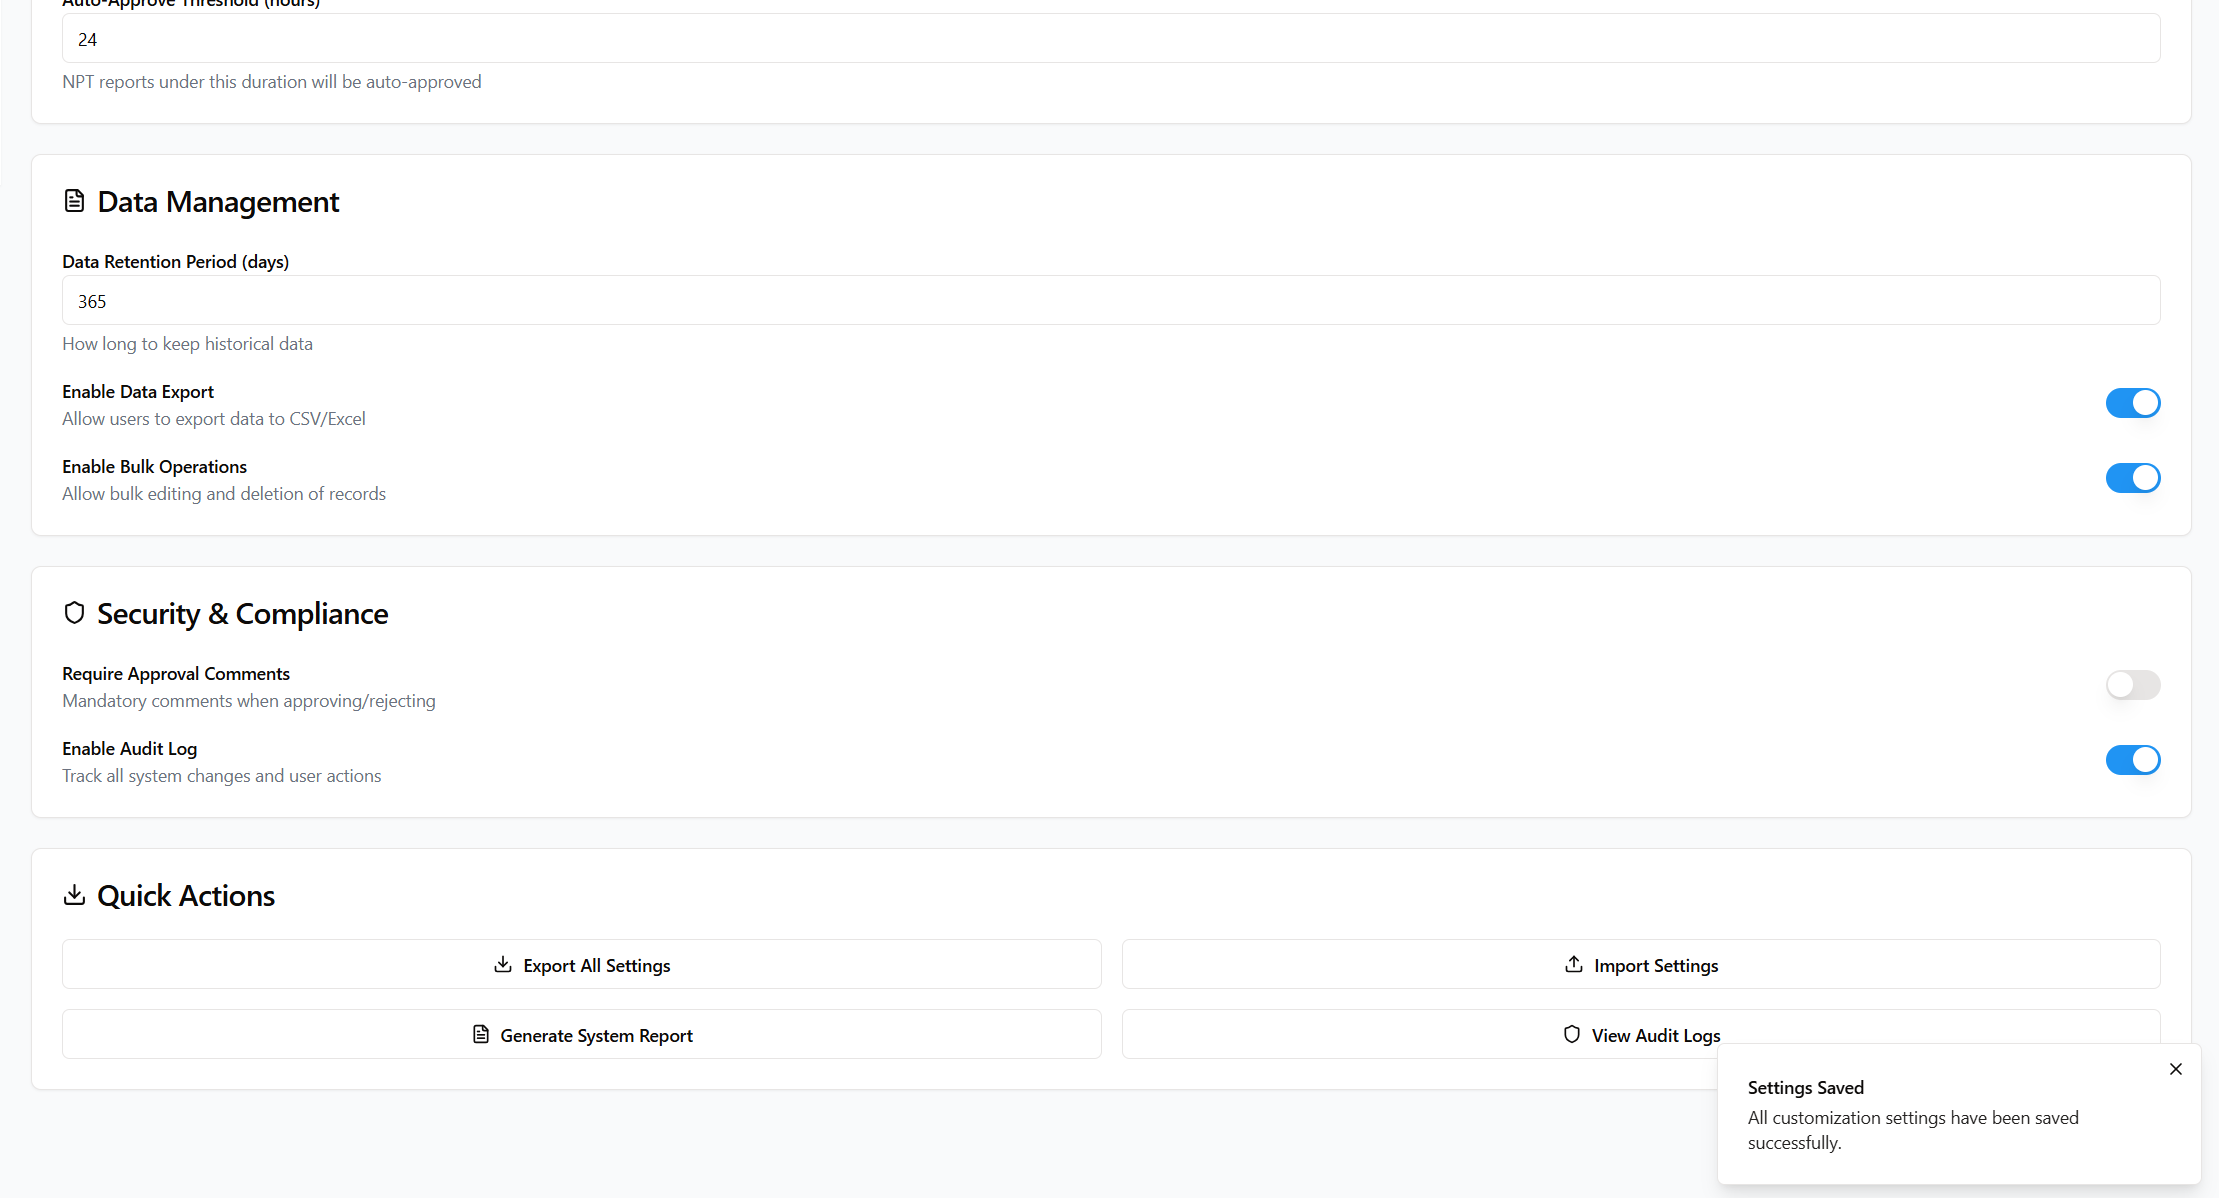 Auto-Approve Threshold (hours)
24
NPT reports under this duration will be auto-approved
Data Management
Data Retention Period (days)
365
How long to keep historical data
Enable Data Export
Allow users to export data to CSV/Excel
Enable Bulk Operations
Allow bulk editing and deletion of records
Security & Compliance
Require Approval Comments
Mandatory comments when approving/rejecting
Enable Audit Log
Track all system changes and user actions
Quick Actions
Export All Settings
Import Settings
Generate System Report
View Audit Logs
Settings Saved
All customization settings have been saved
successfully.